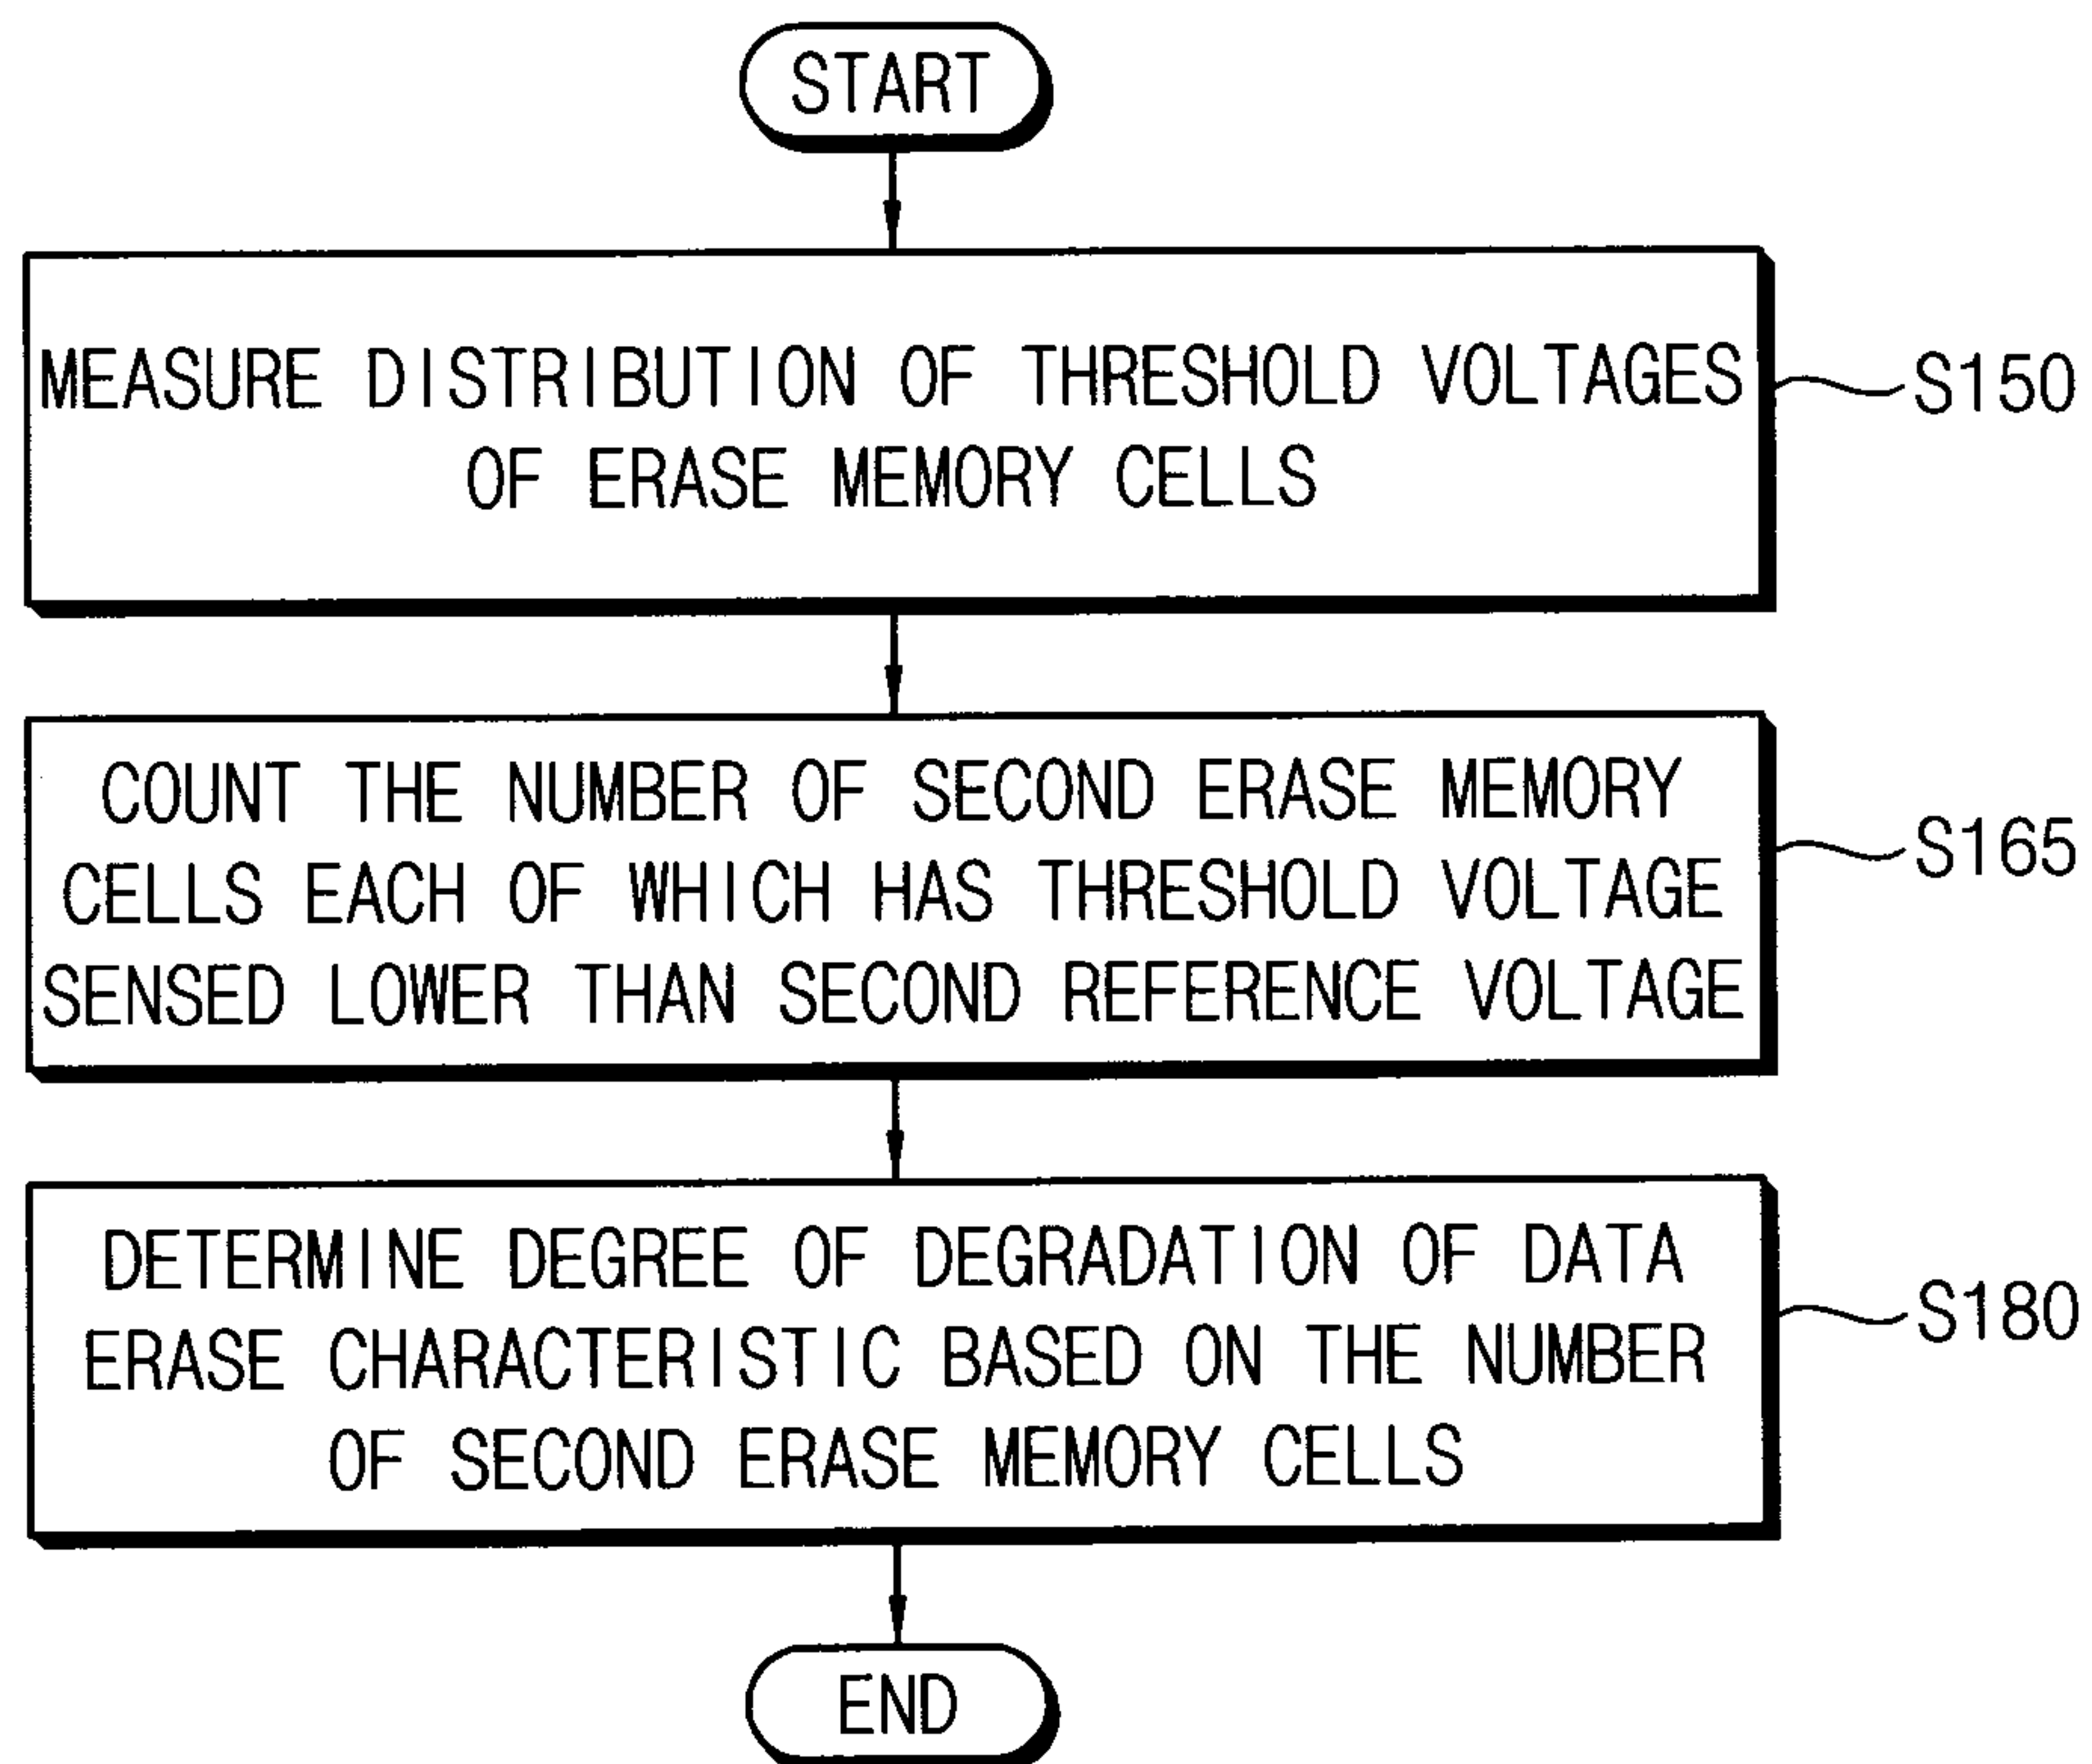 START
MEASURE DISTRIBUTION OF THRESHOLD VOLTAGES
OF ERASE MEMORY CELLS
S150
COUNT THE NUMBER OF SECOND ERASE MEMORY
CELLS EACH OF WHICH HAS THRESHOLD VOLTAGE
SENSED LOWER THAN SECOND REFERENCE VOLTAGE
S165
DETERMINE DEGREE OF DEGRADATION OF DATA
ERASE CHARACTERISTIC BASED ON THE NUMBER
OF SECOND ERASE MEMORY CELLS
S180
END